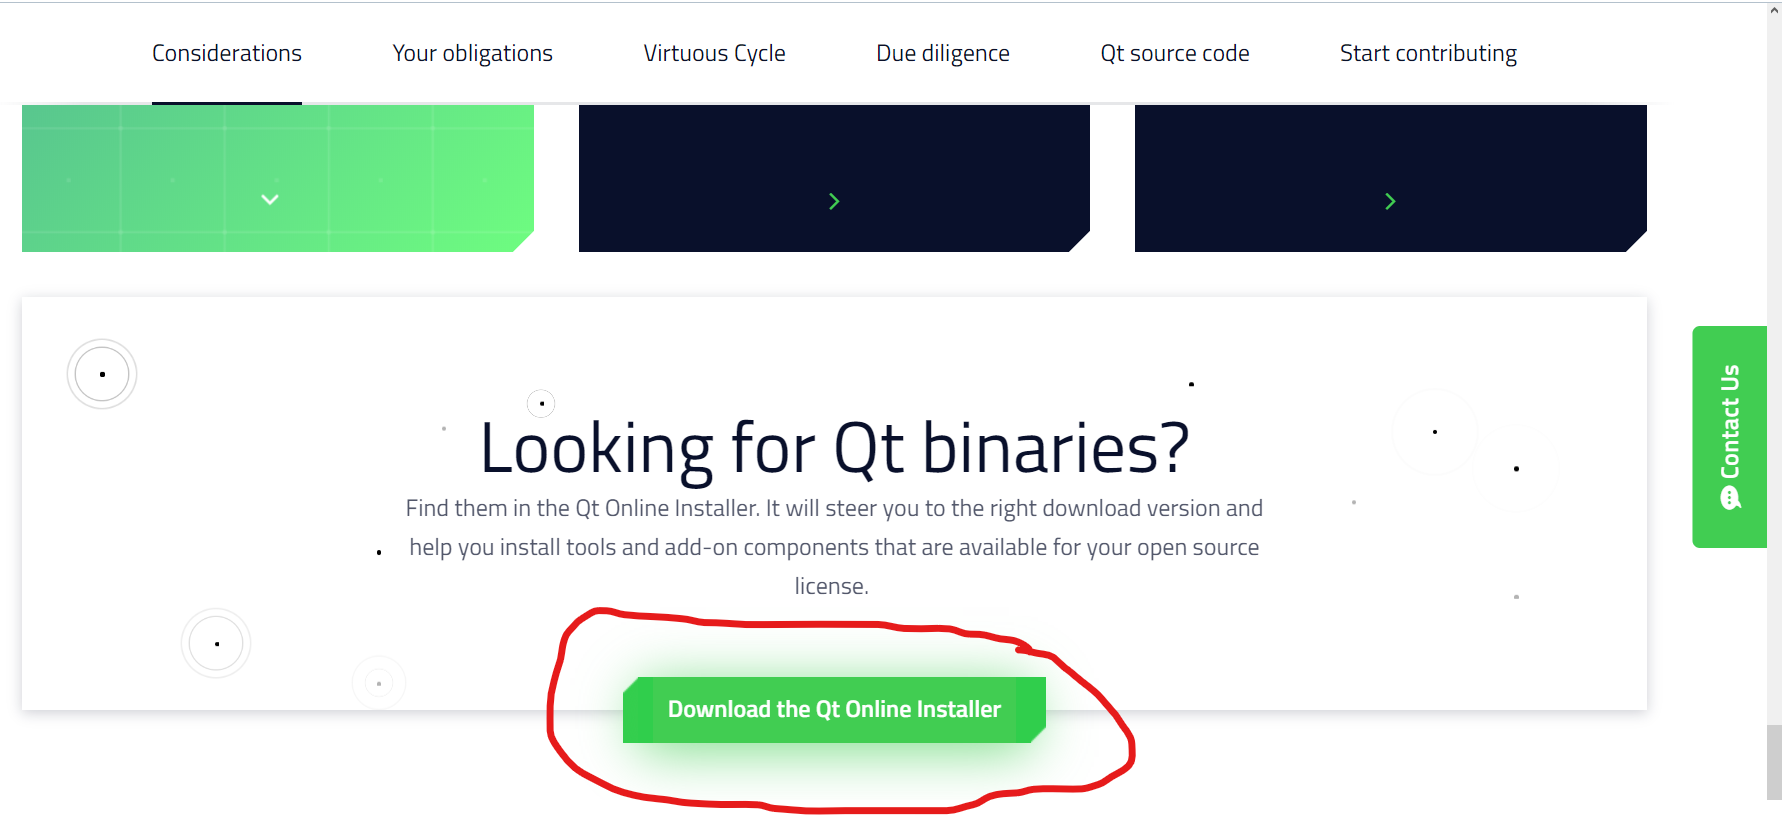 Considerations
Your obligations
Virtuous Cycle
Due diligence
Qt source code
Start contributing
Looking for Qt binaries?
Find them in the Qt Online Installer. It will steer you to the right download version and
help you install tools and add-on components that are available for your open source
license.
Download the Qt Online Installer
Contact Us